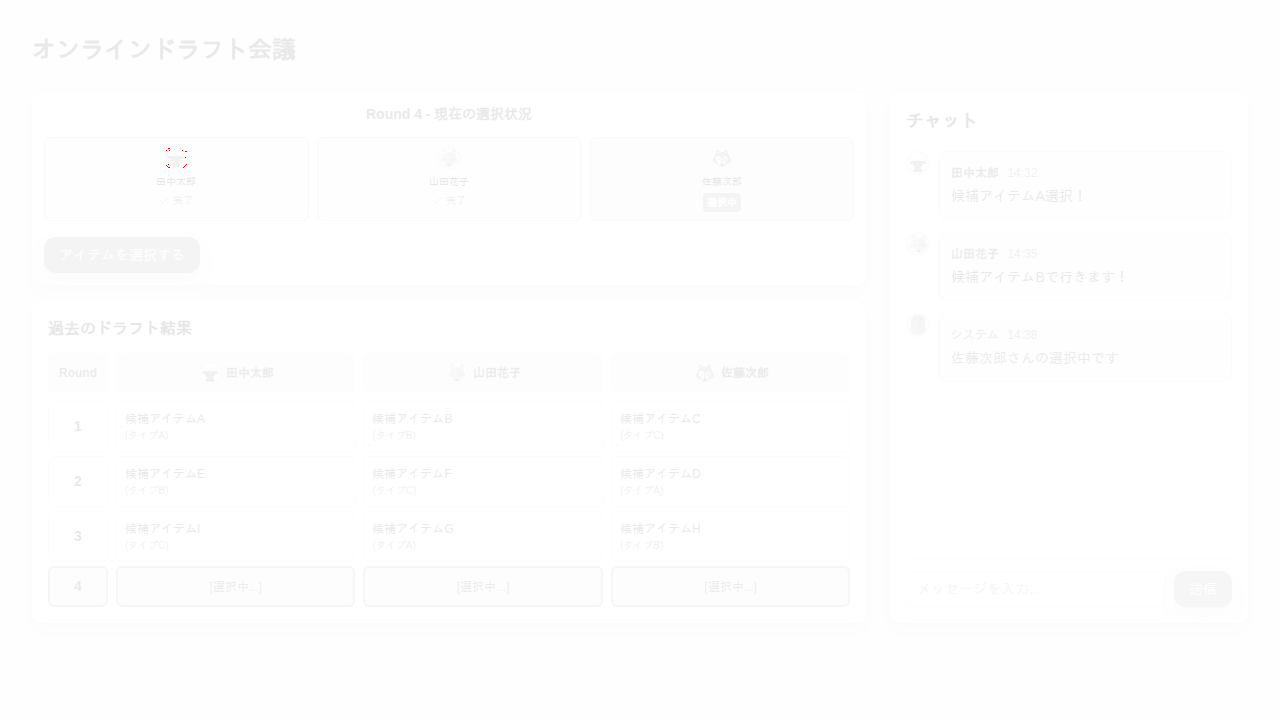 オンラインドラフト会議
Round 4 - 現在の選択状況
田中太郎
✓ 完了
山田花子
✓ 完了
佐藤次郎
選択中
アイテムを選択する
過去のドラフト結果
Round 田中太郎 山田花子 佐藤次郎
1 候補アイテムA (タイプA) 候補アイテムB (タイプB) 候補アイテムC (タイプC)
2 候補アイテムE (タイプB) 候補アイテムF (タイプC) 候補アイテムD (タイプA)
3 候補アイテムI (タイプC) 候補アイテムG (タイプA) 候補アイテムH (タイプB)
4 [選択中...] [選択中...] [選択中...]
チャット
田中太郎 14:32
候補アイテムA選択！
山田花子 14:35
候補アイテムBで行きます！
システム 14:38
佐藤次郎さんの選択中です
メッセージを入力... 送信